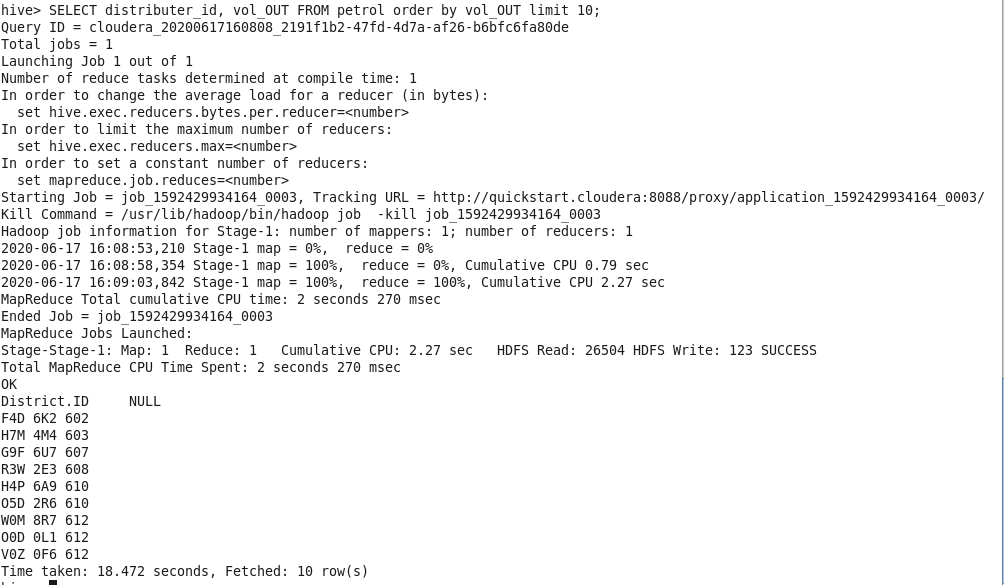 hive> SELECT distributer_id, vol_OUT FROM petrol order by vol_OUT limit 10;
Query ID = cloudera_20200617160808_2191f1b2-47fd-4d7a-af26-b6bfc6fa80de
Total jobs = 1
Launching Job 1 out of 1
Number of reduce tasks determined at compile time: 1
In order to change the average load for a reducer (in bytes):
  set hive.exec.reducers.bytes.per.reducer=<number>
In order to limit the maximum number of reducers:
  set hive.exec.reducers.max=<number>
In order to set a constant number of reducers:
  set mapreduce.job.reduces=<number>
Starting Job = job_1592429934164_0003, Tracking URL = http://quickstart.cloudera:8088/proxy/application_1592429934164_0003/
Kill Command = /usr/lib/hadoop/bin/hadoop job  -kill job_1592429934164_0003
Hadoop job information for Stage-1: number of mappers: 1; number of reducers: 1
2020-06-17 16:08:53,210 Stage-1 map = 0%,  reduce = 0%
2020-06-17 16:08:58,354 Stage-1 map = 100%,  reduce = 0%, Cumulative CPU 0.79 sec
2020-06-17 16:09:03,842 Stage-1 map = 100%,  reduce = 100%, Cumulative CPU 2.27 sec
MapReduce Total cumulative CPU time: 2 seconds 270 msec
Ended Job = job_1592429934164_0003
MapReduce Jobs Launched:
Stage-Stage-1: Map: 1  Reduce: 1   Cumulative CPU: 2.27 sec   HDFS Read: 26504 HDFS Write: 123 SUCCESS
Total MapReduce CPU Time Spent: 2 seconds 270 msec
OK
District.ID     NULL
F4D 6K2 602
H7M 4M4 603
G9F 6U7 607
R3W 2E3 608
H4P 6A9 610
O5D 2R6 610
W0M 8R7 612
O0D 0L1 612
V0Z 0F6 612
Time taken: 18.472 seconds, Fetched: 10 row(s)